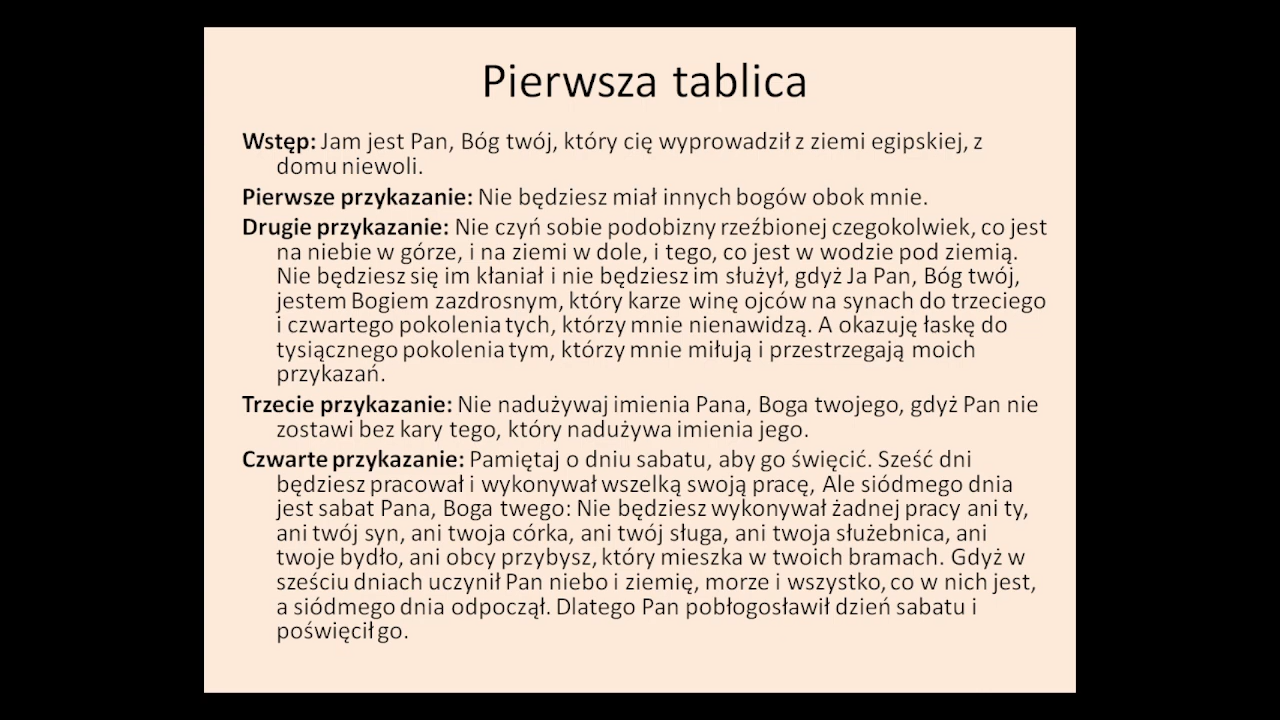 Pierwsza tablica
Wstęp: Jam jest Pan, Bóg twój, który cię wyprowadził z ziemi egipskiej, z
domu niewoli.
Pierwsze przykazanie: Nie będziesz miał innych bogów obok mnie.
Drugie przykazanie: Nie czyń sobie podobizny rzeźbionej czegokolwiek, co jest
na niebie w górze, i na ziemi w dole, i tego, co jest w wodzie pod ziemią.
Nie będziesz się im kłaniał i nie będziesz im służył, gdyż Ja Pan, Bóg twój,
jestem Bogiem zazdrosnym, który karze winę ojców na synach do trzeciego
i czwartego pokolenia tych, którzy mnie nienawidzą. A okazuję łaskę do
tysiącznego pokolenia tym, którzy mnie miłują i przestrzegają moich
przykazań.
Trzecie przykazanie: Nie nadużywaj imienia Pana, Boga twojego, gdyż Pan nie
zostawi bez kary tego, który nadużywa imienia jego.
Czwarte przykazanie: Pamiętaj o dniu sabatu, aby go święcić. Sześć dni
będziesz pracował i wykonywał wszelką swoją pracę, Ale siódmego dnia
jest sabat Pana, Boga twego: Nie będziesz wykonywał żadnej pracy ani ty,
ani twój syn, ani twoja córka, ani twój sługa, ani twoja służebnica, ani
twoje bydło, ani obcy przybysz, który mieszka w twoich bramach. Gdyż w
sześciu dniach uczynił Pan niebo i ziemię, morze i wszystko, co w nich jest,
a siódmego dnia odpoczął. Dlatego Pan pobłogosławił dzień sabatu i
poświęcił go.